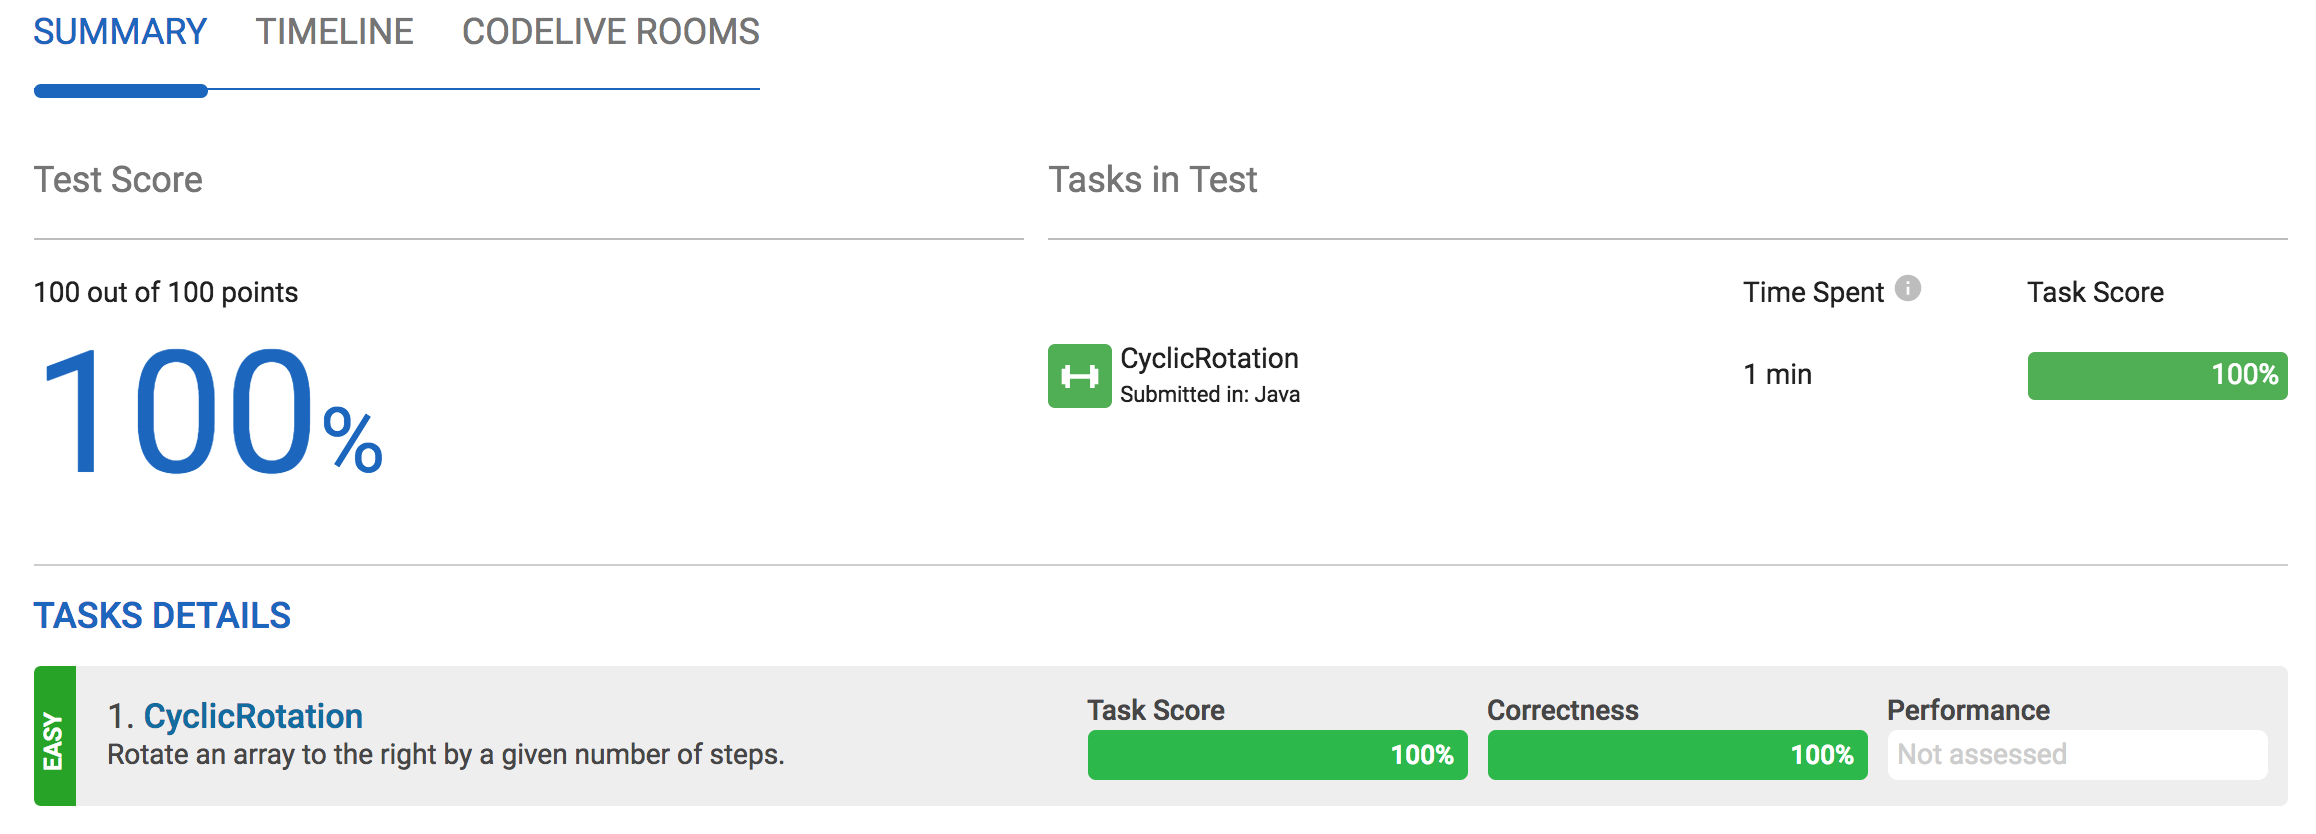 SUMMARY TIMELINE CODELIVE ROOMS
Test Score
100 out of 100 points
100%
Tasks in Test
Time Spent Task Score
CyclicRotation
Submitted in: Java
1 min
100%
TASKS DETAILS
EASY
1. CyclicRotation
Rotate an array to the right by a given number of steps.
Task Score
100%
Correctness
100%
Performance
Not assessed